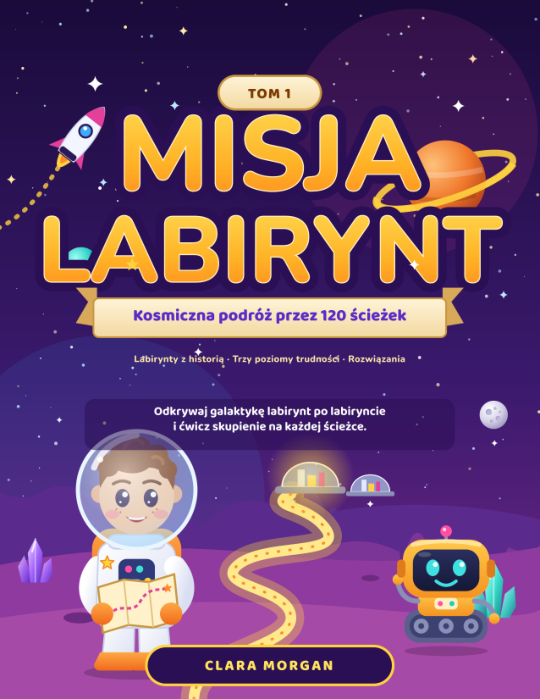 TOM 1
MISJA
LABIRYNT
Kosmiczna podróż przez 120 ścieżek
Labirynty z historią · Trzy poziomy trudności · Rozwiązania
Odkrywaj galaktykę labirynt po labiryncie
i ćwicz skupienie na każdej ścieżce.
CLARA MORGAN